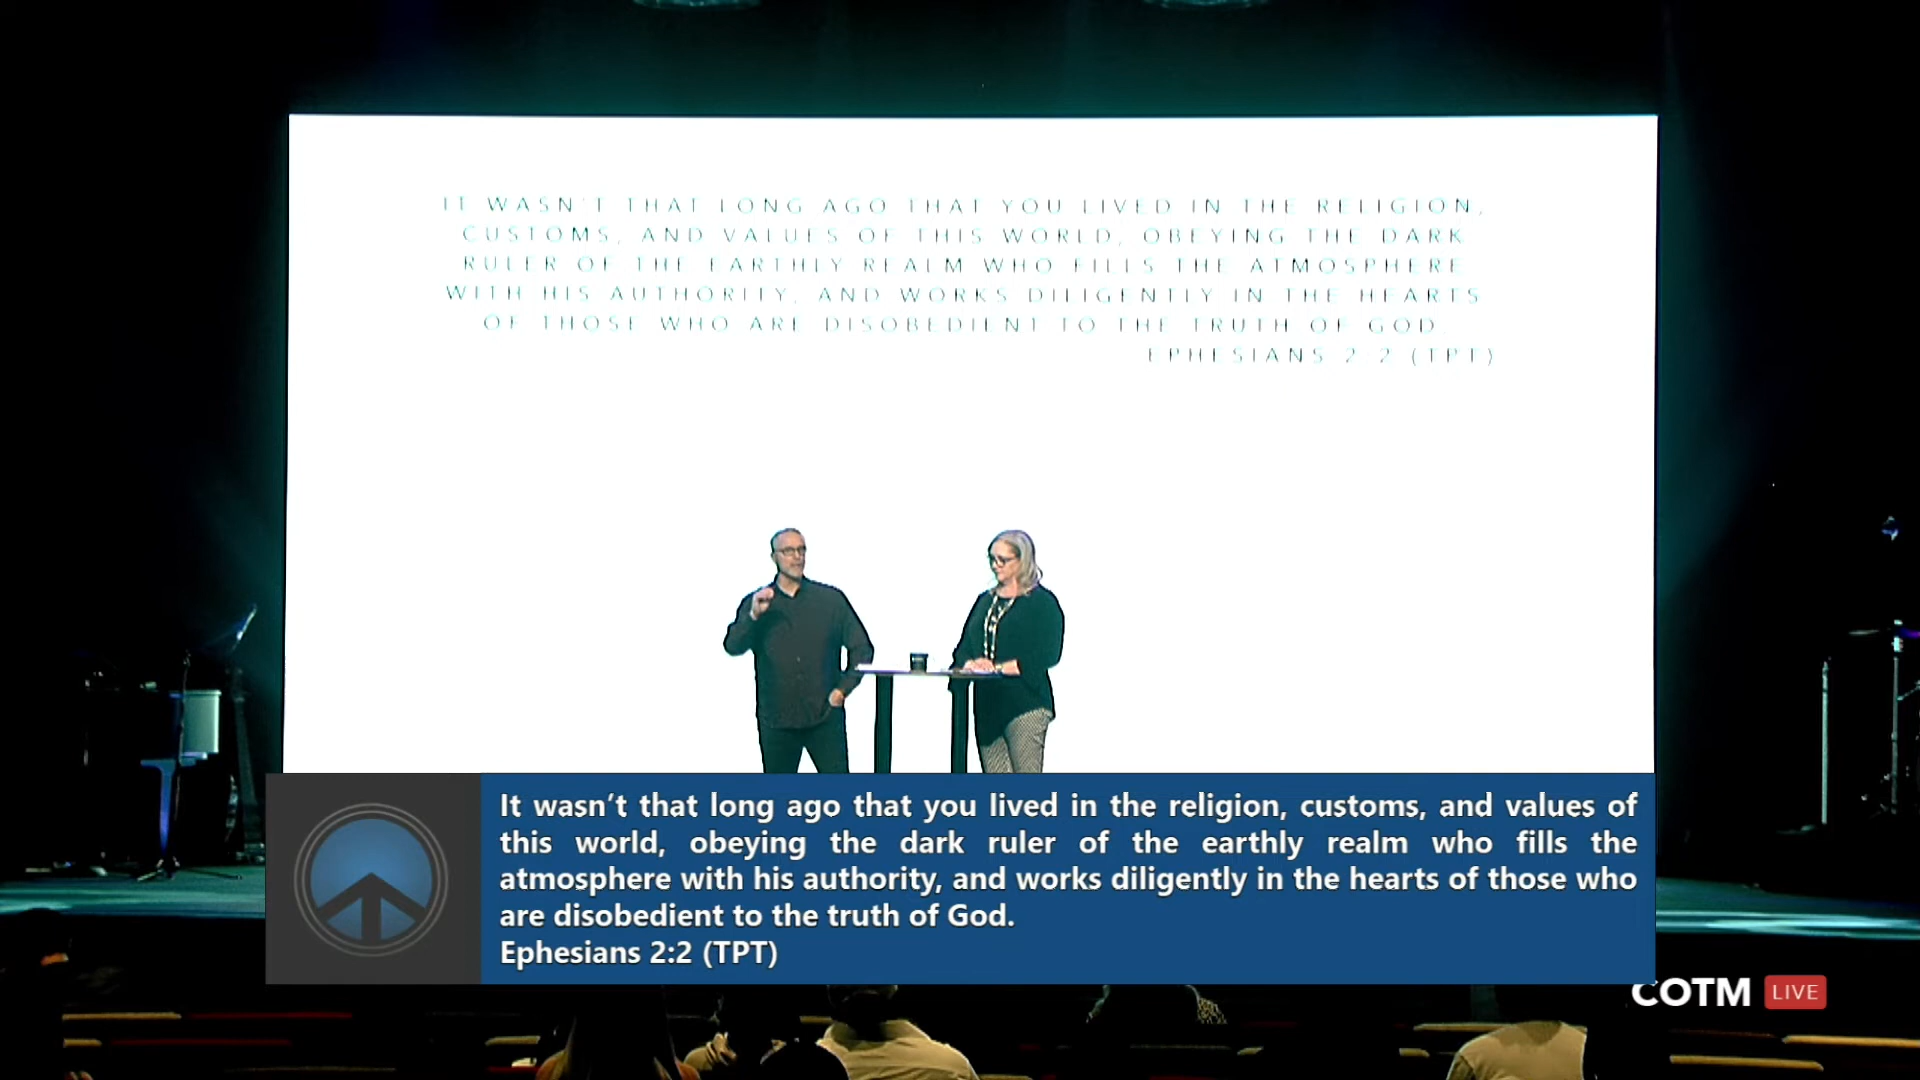 IT WASN'T THAT LONG AGO THAT YOU LIVED IN THE RELIGION,
CUSTOMS, AND VALUES OF THIS WORLD, OBEYING THE DARK
RULER OF THE EARTHLY REALM WHO FILLS THE ATMOSPHERE
WITH HIS AUTHORITY, AND WORKS DILIGENTLY IN THE HEARTS
OF THOSE WHO ARE DISOBEDIENT TO THE TRUTH OF GOD.
EPHESIANS 2:2 (TPT)
It wasn’t that long ago that you lived in the religion, customs, and values of
this world, obeying the dark ruler of the earthly realm who fills the
atmosphere with his authority, and works diligently in the hearts of those who
are disobedient to the truth of God.
Ephesians 2:2 (TPT)
COTM LIVE